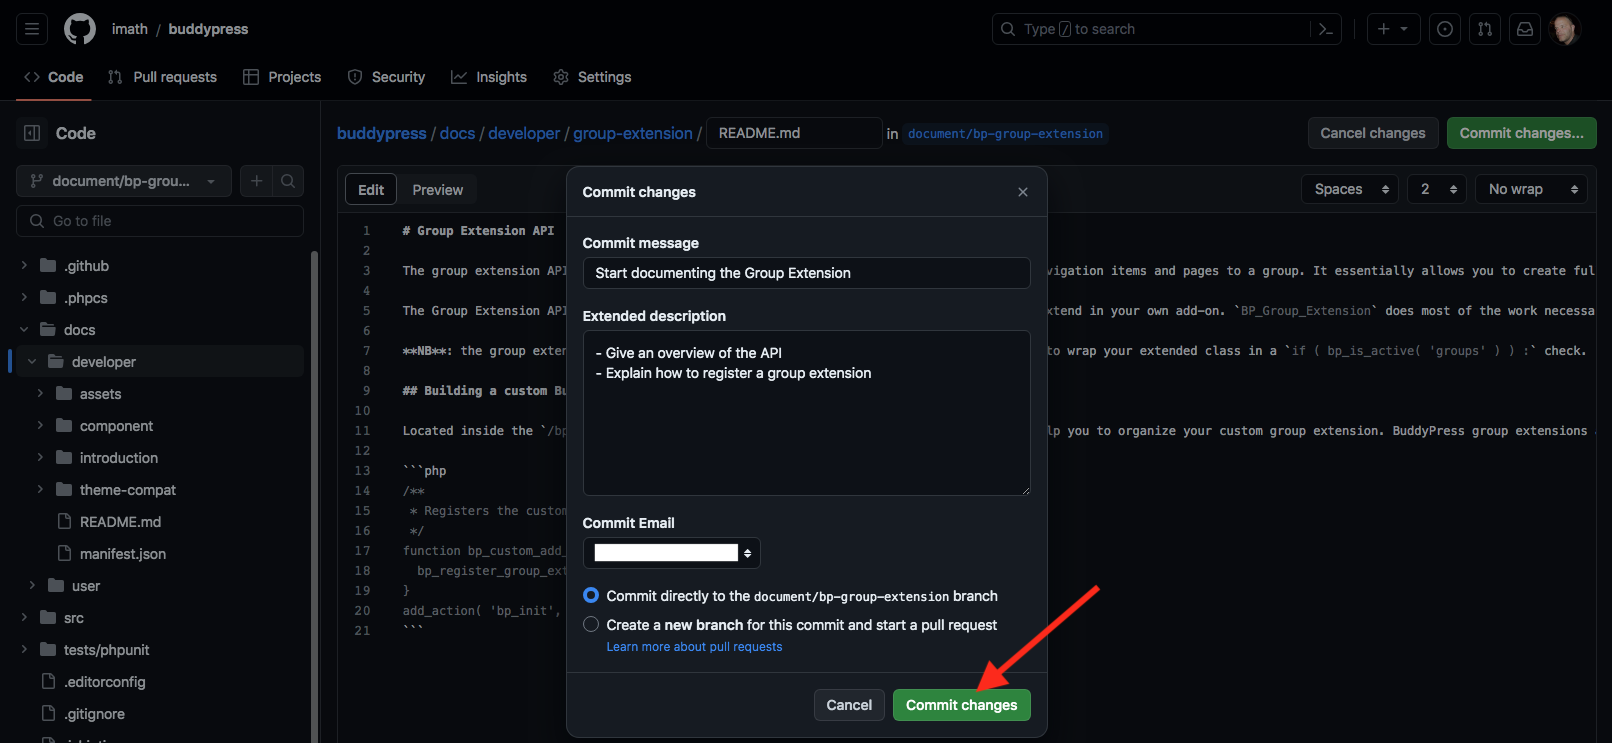 imath / buddypress
Type / to search
Code
Pull requests
Projects
Security
Insights
Settings
Code
document/bp-grou...
Go to file
.github
.phpcs
docs
developer
assets
component
introduction
theme-compat
README.md
manifest.json
user
src
tests/phpunit
.editorconfig
.gitignore
buddypress / docs / developer / group-extension / README.md in document/bp-group-extension
Cancel changes
Commit changes...
Edit
Preview
Spaces
2
No wrap
1 # Group Extension API
2
3 The group extension API vigation items and pages to a group. It essentially allows you to create ful
4
5 The Group Extension API xtend in your own add-on. `BP_Group_Extension` does most of the work necessa
6
7 **NB**: the group exten to wrap your extended class in a `if ( bp_is_active( 'groups' ) ) :` check.
8
9 ## Building a custom Bu
10
11 Located inside the `/bp lp you to organize your custom group extension. BuddyPress group extensions
12
13 ```php
14 /**
15 * Registers the custom
16 */
17 function bp_custom_add_
18 bp_register_group_ext
19 }
20 add_action( 'bp_init',
21 ```
Commit changes
Commit message
Start documenting the Group Extension
Extended description
- Give an overview of the API
- Explain how to register a group extension
Commit Email
Commit directly to the document/bp-group-extension branch
Create a new branch for this commit and start a pull request
Learn more about pull requests
Cancel
Commit changes